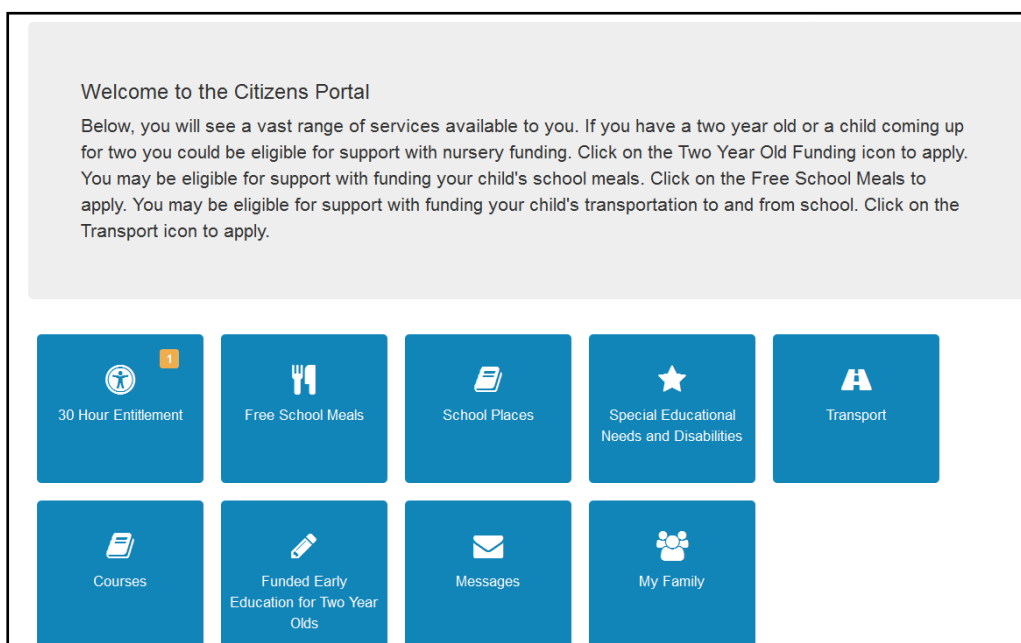 Welcome to the Citizens Portal
Below, you will see a vast range of services available to you. If you have a two year old or a child coming up
for two you could be eligible for support with nursery funding. Click on the Two Year Old Funding icon to apply.
You may be eligible for support with funding your child's school meals. Click on the Free School Meals to
apply. You may be eligible for support with funding your child's transportation to and from school. Click on the
Transport icon to apply.
1
30 Hour Entitlement
Free School Meals
School Places
Special Educational
Needs and Disabilities
Transport
Courses
Funded Early
Education for Two Year
Olds
Messages
My Family